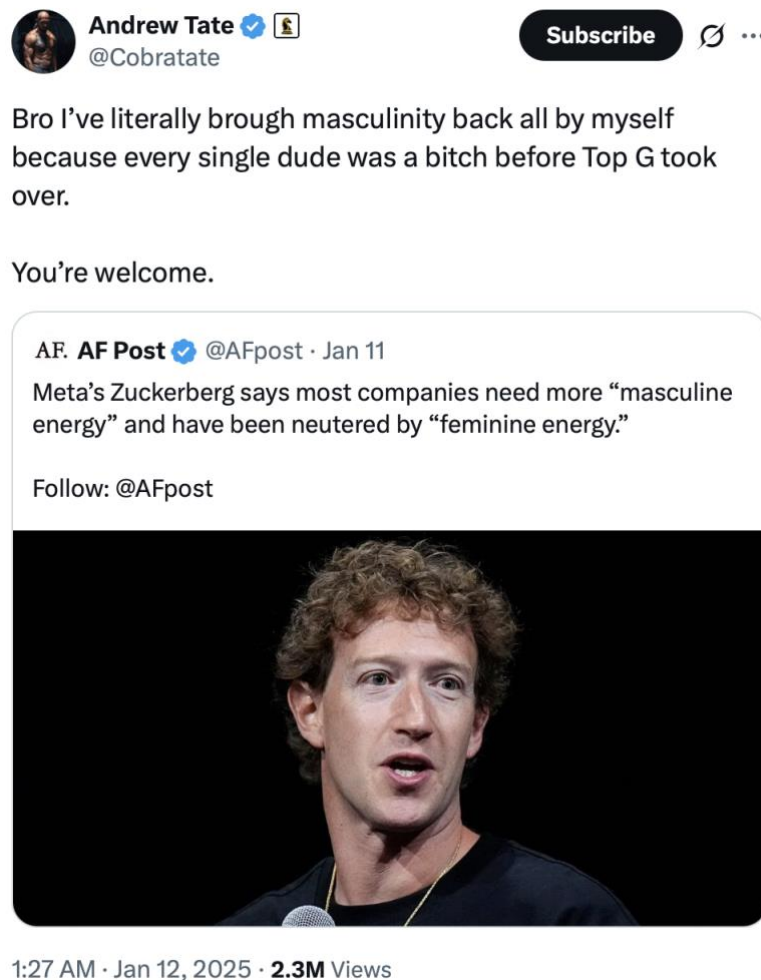 Andrew Tate
Subscribe
@Cobratate
Bro I’ve literally brough masculinity back all by myself
because every single dude was a bitch before Top G took
over.
You’re welcome.
AF. AF Post @AFpost · Jan 11
Meta’s Zuckerberg says most companies need more “masculine
energy” and have been neutered by “feminine energy.”
Follow: @AFpost
1:27 AM · Jan 12, 2025 · 2.3M Views